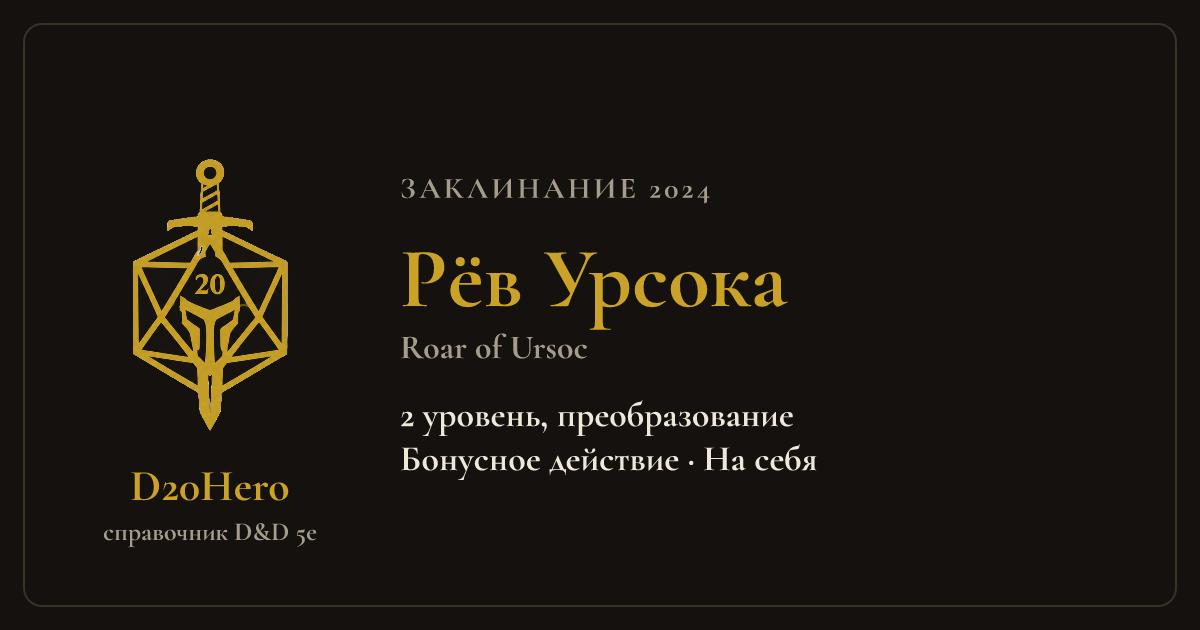 20
D20Hero
справочник D&D 5e
ЗАКЛИНАНИЕ 2024
Рёв Урсока
Roar of Ursoc
2 уровень, преобразование
Бонусное действие · На себя